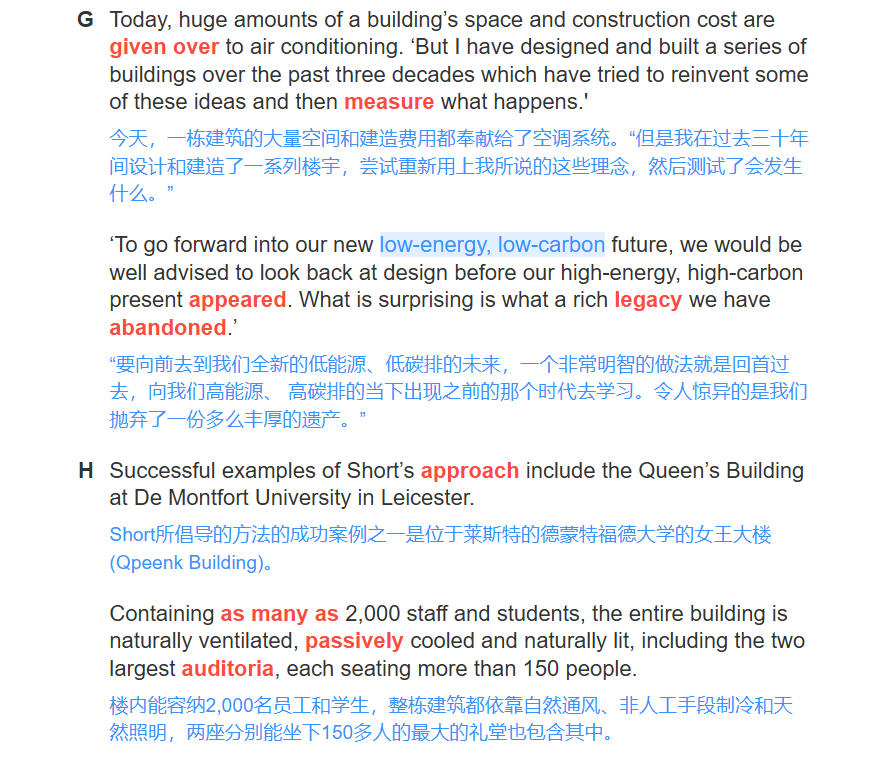 G Today, huge amounts of a building’s space and construction cost are
given over to air conditioning. ‘But I have designed and built a series of
buildings over the past three decades which have tried to reinvent some
of these ideas and then measure what happens.'
今天，一栋建筑的大量空间和建造费用都奉献给了空调系统。“但是我在过去三十年
间设计和建造了一系列楼宇，尝试重新用上我所说的这些理念，然后测试了会发生
什么。”
‘To go forward into our new low-energy, low-carbon future, we would be
well advised to look back at design before our high-energy, high-carbon
present appeared. What is surprising is what a rich legacy we have
abandoned.’
“要向前去到我们全新的低能源、低碳排的未来，一个非常明智的做法就是回首过
去，向我们高能源、 高碳排的当下出现之前的那个时代去学习。令人惊异的是我们
抛弃了一份多么丰厚的遗产。”
H Successful examples of Short’s approach include the Queen’s Building
at De Montfort University in Leicester.
Short所倡导的方法的成功案例之一是位于莱斯特的德蒙特福德大学的女王大楼
(Qpeenk Building)。
Containing as many as 2,000 staff and students, the entire building is
naturally ventilated, passively cooled and naturally lit, including the two
largest auditoria, each seating more than 150 people.
楼内能容纳2,000名员工和学生，整栋建筑都依靠自然通风、非人工手段制冷和天
然照明，两座分别能坐下150多人的最大的礼堂也包含其中。